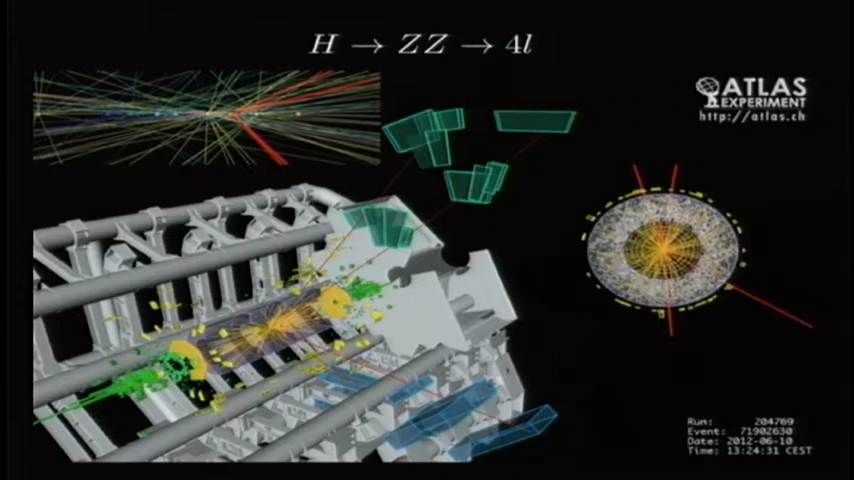 H → ZZ → 4l
ATLAS
EXPERIMENT
http://atlas.ch
Run: 204769
Event: 71902630
Date: 2012-06-10
Time: 13:24:31 CEST